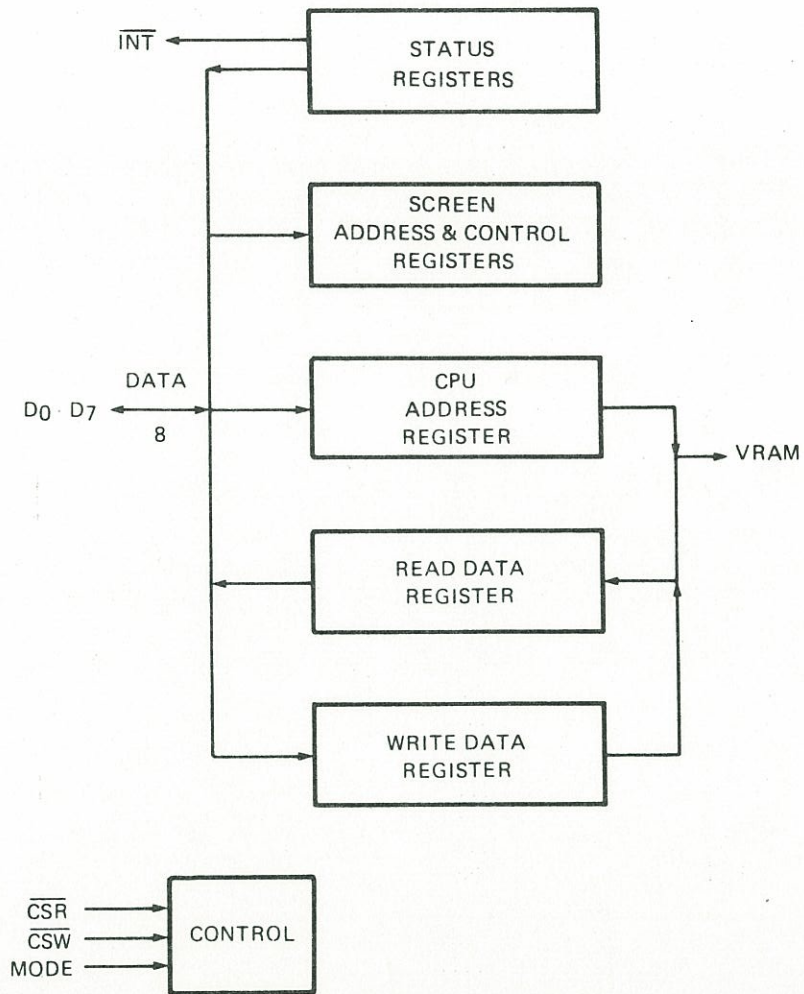 INT
STATUS
REGISTERS
SCREEN
ADDRESS & CONTROL
REGISTERS
DATA
D0 · D7
8
CPU
ADDRESS
REGISTER
VRAM
READ DATA
REGISTER
WRITE DATA
REGISTER
CSR
CSW
MODE
CONTROL